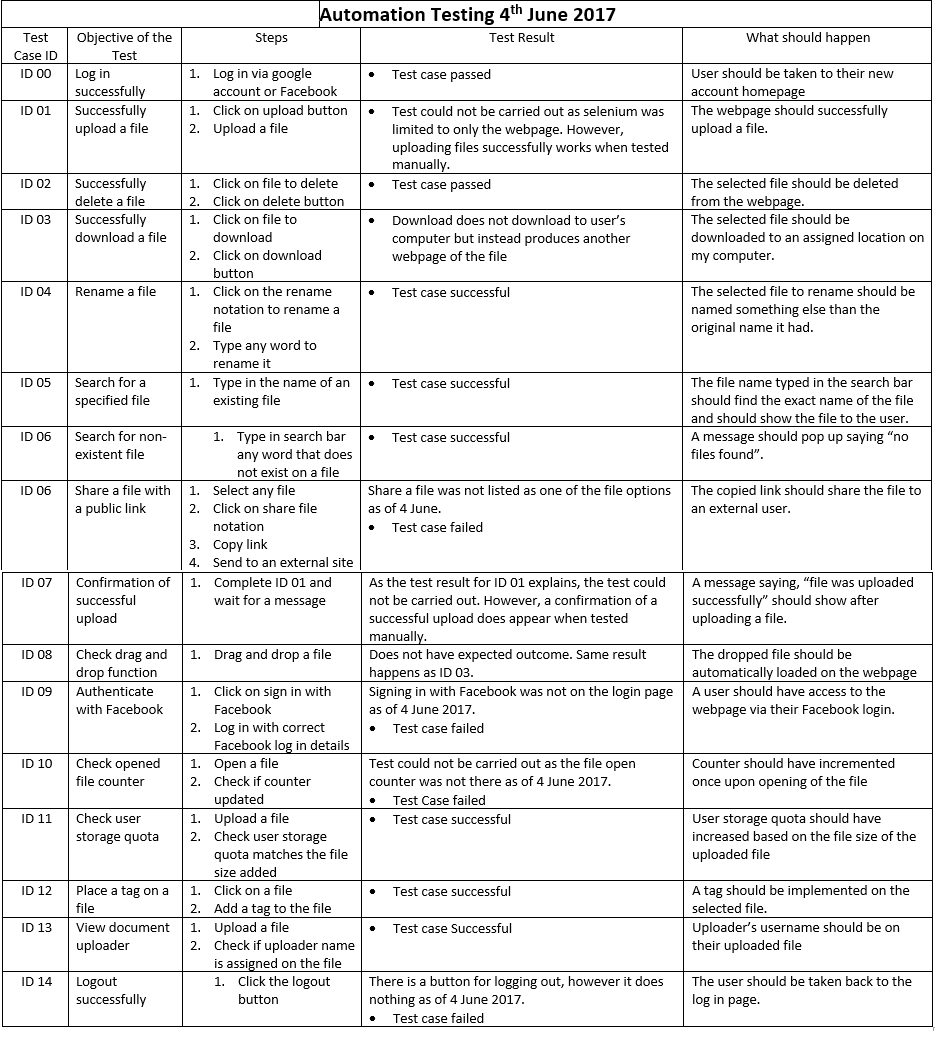 Automation Testing 4th June 2017
Test Case ID | Objective of the Test | Steps | Test Result | What should happen
ID 00 | Log in successfully | 1. Log in via google account or Facebook | • Test case passed | User should be taken to their new account homepage
ID 01 | Successfully upload a file | 1. Click on upload button 2. Upload a file | • Test could not be carried out as selenium was limited to only the webpage. However, uploading files successfully works when tested manually. | The webpage should successfully upload a file.
ID 02 | Successfully delete a file | 1. Click on file to delete 2. Click on delete button | • Test case passed | The selected file should be deleted from the webpage.
ID 03 | Successfully download a file | 1. Click on file to download 2. Click on download button | • Download does not download to user's computer but instead produces another webpage of the file | The selected file should be downloaded to an assigned location on my computer.
ID 04 | Rename a file | 1. Click on the rename notation to rename a file 2. Type any word to rename it | • Test case successful | The selected file to rename should be named something else than the original name it had.
ID 05 | Search for a specified file | 1. Type in the name of an existing file | • Test case successful | The file name typed in the search bar should find the exact name of the file and should show the file to the user.
ID 06 | Search for non-existent file | 1. Type in search bar any word that does not exist on a file | • Test case successful | A message should pop up saying "no files found".
ID 06 | Share a file with a public link | 1. Select any file 2. Click on share file notation 3. Copy link 4. Send to an external site | Share a file was not listed as one of the file options as of 4 June. • Test case failed | The copied link should share the file to an external user.
ID 07 | Confirmation of successful upload | 1. Complete ID 01 and wait for a message | As the test result for ID 01 explains, the test could not be carried out. However, a confirmation of a successful upload does appear when tested manually. | A message saying, "file was uploaded successfully" should show after uploading a file.
ID 08 | Check drag and drop function | 1. Drag and drop a file | Does not have expected outcome. Same result happens as ID 03. | The dropped file should be automatically loaded on the webpage
ID 09 | Authenticate with Facebook | 1. Click on sign in with Facebook 2. Log in with correct Facebook log in details | Signing in with Facebook was not on the login page as of 4 June 2017. • Test case failed | A user should have access to the webpage via their Facebook login.
ID 10 | Check opened file counter | 1. Open a file 2. Check if counter updated | Test could not be carried out as the file open counter was not there as of 4 June 2017. • Test Case failed | Counter should have incremented once upon opening of the file
ID 11 | Check user storage quota | 1. Upload a file 2. Check user storage quota matches the file size added | • Test case successful | User storage quota should have increased based on the file size of the uploaded file
ID 12 | Place a tag on a file | 1. Click on a file 2. Add a tag to the file | • Test case successful | A tag should be implemented on the selected file.
ID 13 | View document uploader | 1. Upload a file 2. Check if uploader name is assigned on the file | • Test case Successful | Uploader's username should be on their uploaded file
ID 14 | Logout successfully | 1. Click the logout button | There is a button for logging out, however it does nothing as of 4 June 2017. • Test case failed | The user should be taken back to the log in page.